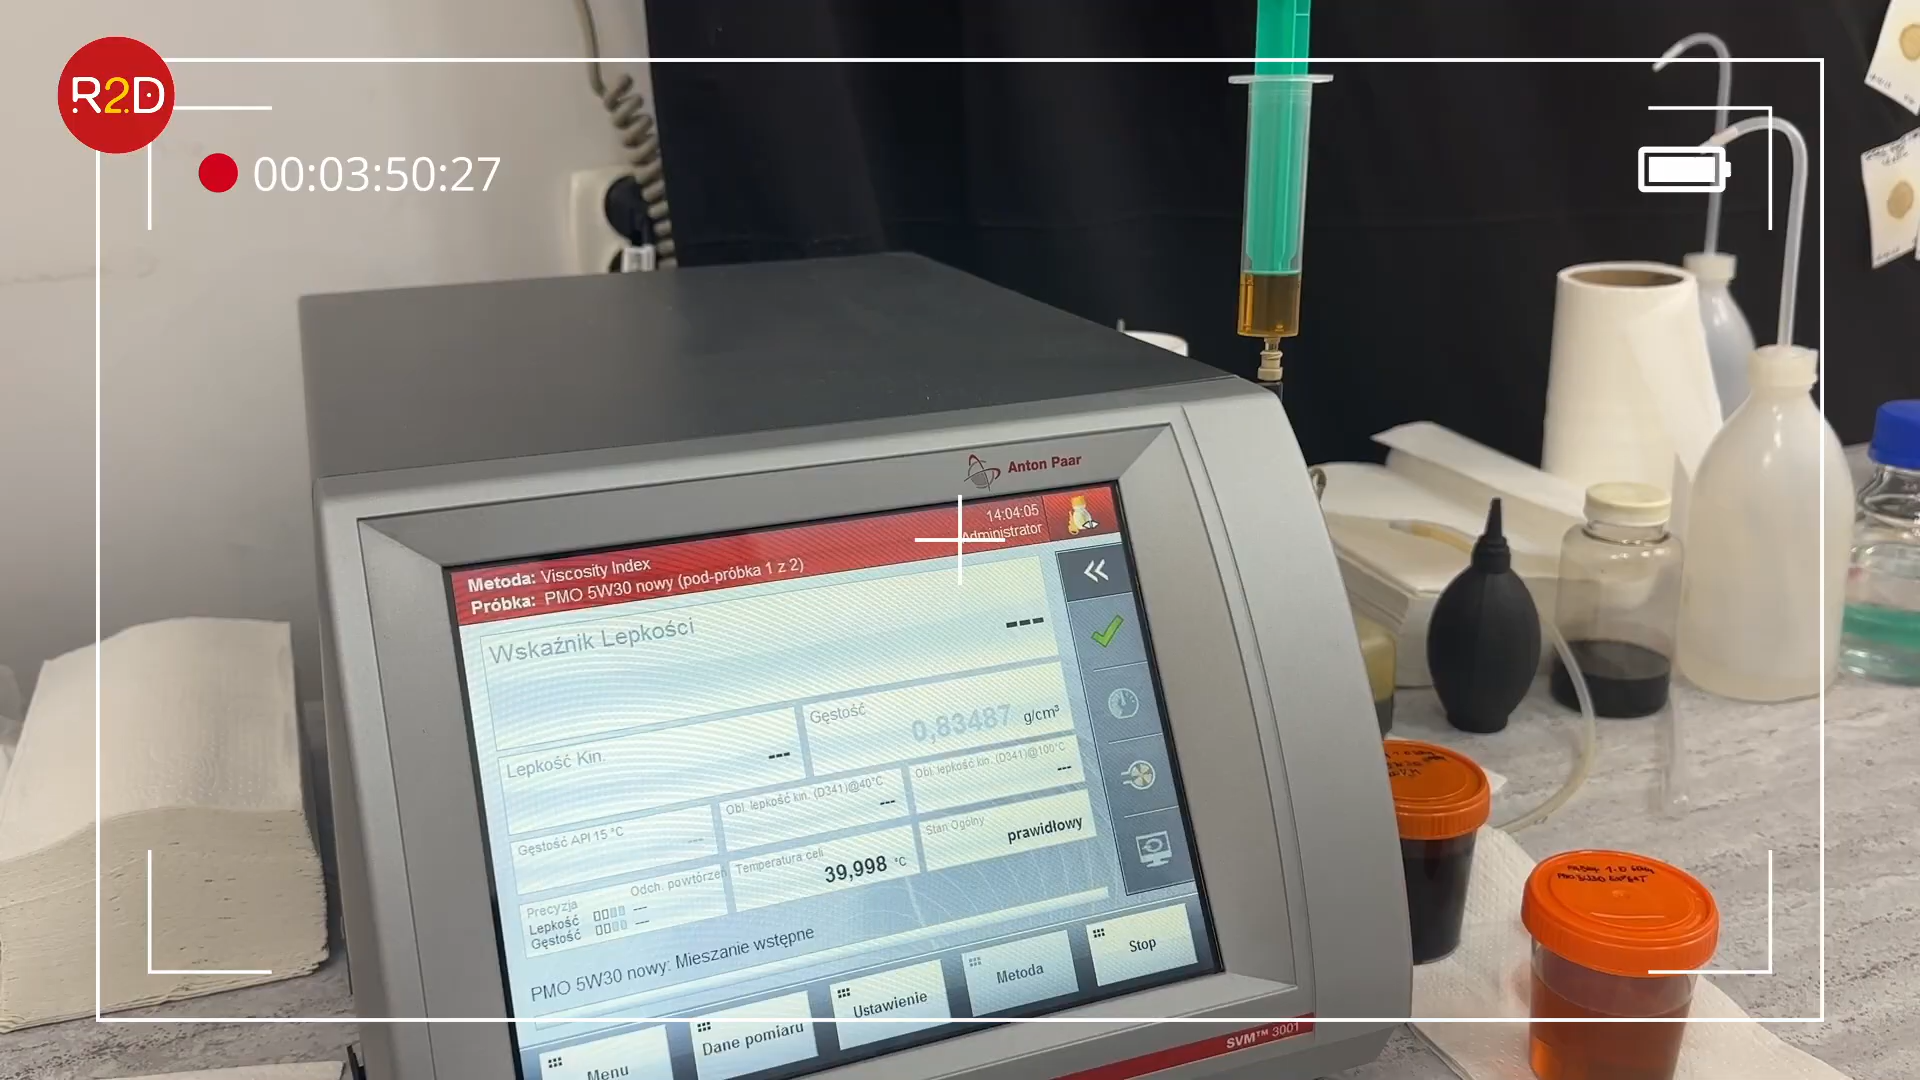 R2D
00:03:50:27
Anton Paar
14:04:05
Administrator
Metoda: Viscosity Index
Próbka: PMO 5W30 nowy (pod-próbka 1 z 2)
Wskaźnik Lepkości
---
Lepkość Kin.
---
Gęstość
0,83487 g/cm³
Gęstość API 15 °C
---
Obl. lepkość kin. (D341)@40°C
---
Obl. lepkość kin. (D341)@100°C
---
Precyzja
Odch. powtórzeń
Lepkość ---
Gęstość ---
Temperatura celi
39,998 °C
Stan Ogólny
prawidłowy
PMO 5W30 nowy: Mieszanie wstępne
Menu
Dane pomiaru
Ustawienie
Metoda
Stop
SVM™ 3001